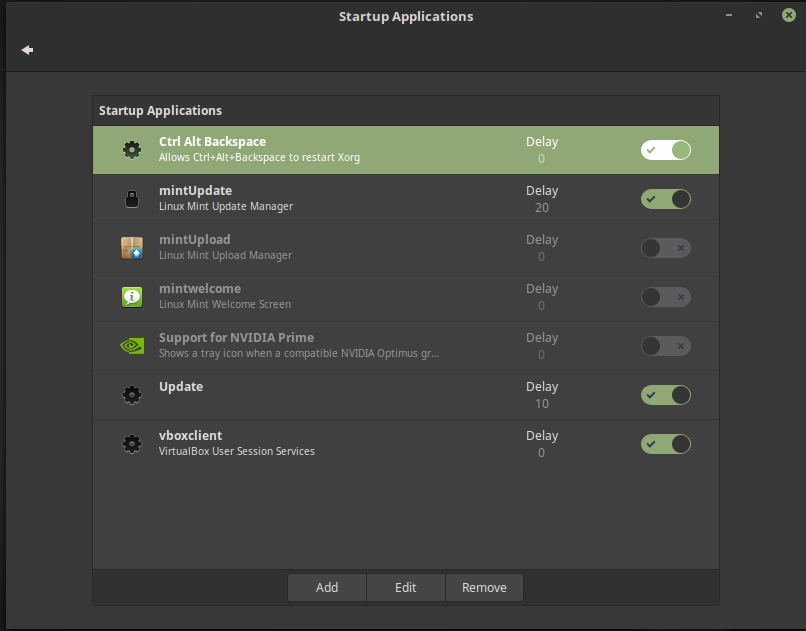 Startup Applications
Startup Applications
Ctrl Alt Backspace Delay
Allows Ctrl+Alt+Backspace to restart Xorg 0
mintUpdate Delay
Linux Mint Update Manager 20
mintUpload Delay
Linux Mint Upload Manager 0
mintwelcome Delay
Linux Mint Welcome Screen 0
Support for NVIDIA Prime Delay
Shows a tray icon when a compatible NVIDIA Optimus gr... 0
Update Delay
10
vboxclient Delay
VirtualBox User Session Services 0
Add Edit Remove